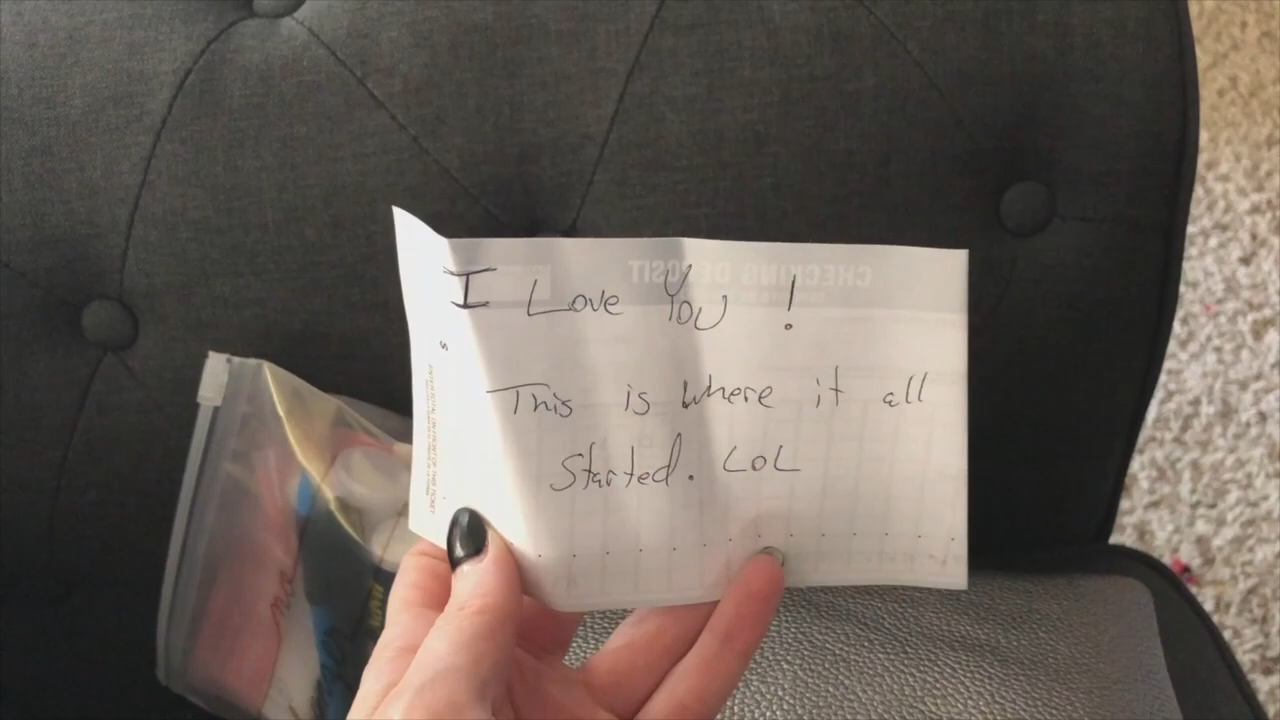 I Love You!
This is where it all
Started. LOL
CHECKING DEPOSIT
$